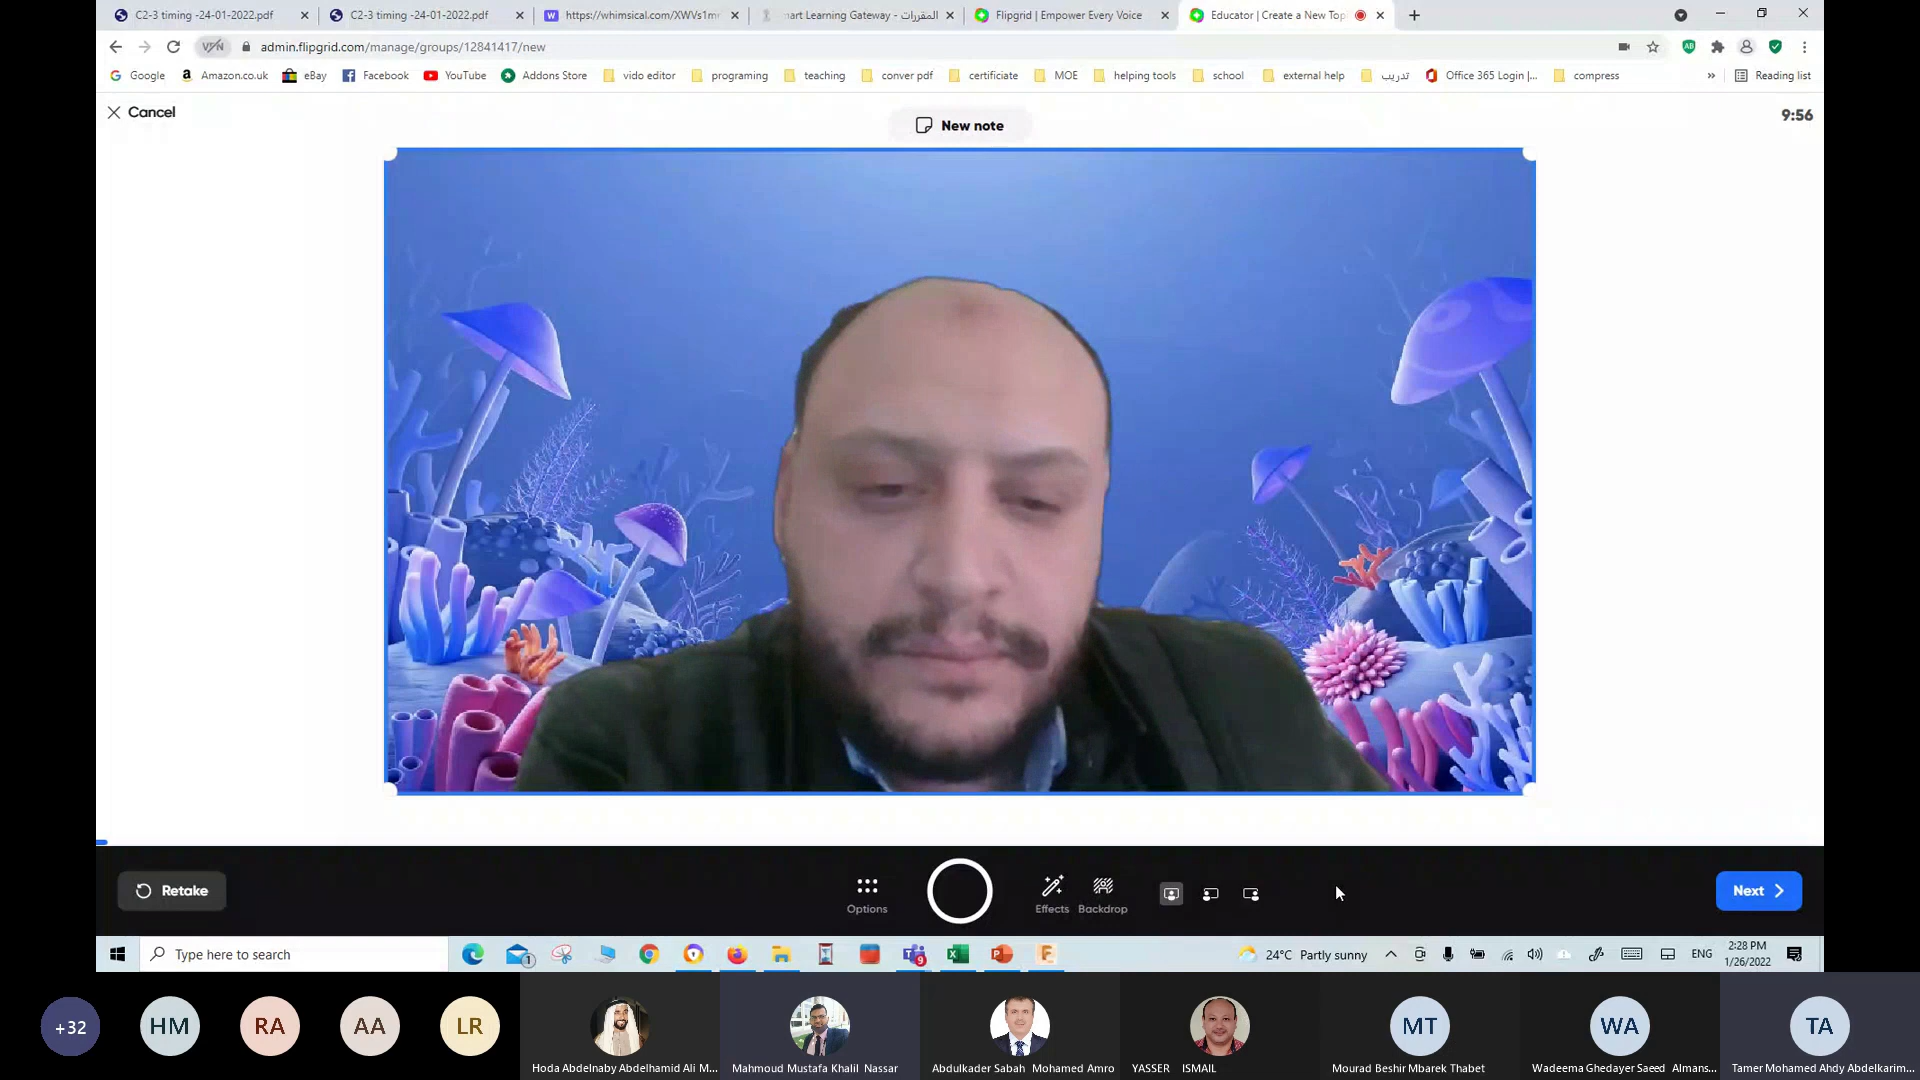 C2-3 timing -24-01-2022.pdf
C2-3 timing -24-01-2022.pdf
https://whimsical.com/XWVs1m
art Learning Gateway - المقررات
Flipgrid | Empower Every Voice
Educator | Create a New Top
VPN
admin.flipgrid.com/manage/groups/12841417/new
Google
Amazon.co.uk
eBay
Facebook
YouTube
Addons Store
vido editor
programing
teaching
conver pdf
certificiate
MOE
helping tools
school
external help
تدريب
Office 365 Login |...
compress
»
Reading list
Cancel
New note
9:56
Retake
Options
Effects
Backdrop
Next
Type here to search
1
9
24°C Partly sunny
ENG
2:28 PM
1/26/2022
+32
HM
RA
AA
LR
MT
WA
TA
Hoda Abdelnaby Abdelhamid Ali M...
Mahmoud Mustafa Khalil Nassar
Abdulkader Sabah Mohamed Amro
YASSER ISMAIL
Mourad Beshir Mbarek Thabet
Wadeema Ghedayer Saeed Almans...
Tamer Mohamed Ahdy Abdelkarim...